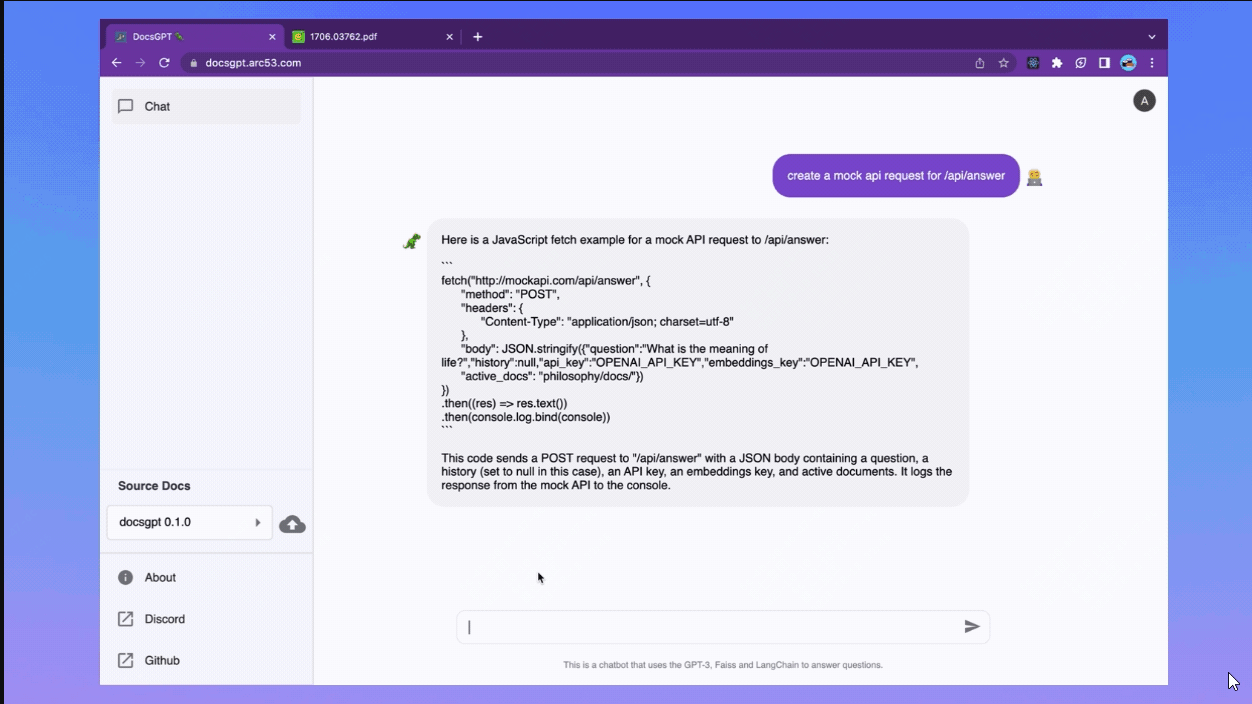 DocsGPT
1706.03762.pdf
docsgpt.arc53.com
Chat
A
create a mock api request for /api/answer
Here is a JavaScript fetch example for a mock API request to /api/answer:
```
fetch("http://mockapi.com/api/answer", {
"method": "POST",
"headers": {
"Content-Type": "application/json; charset=utf-8"
},
"body": JSON.stringify({"question":"What is the meaning of
life?","history":null,"api_key":"OPENAI_API_KEY","embeddings_key":"OPENAI_API_KEY",
"active_docs": "philosophy/docs/"})
})
.then((res) => res.text())
.then(console.log.bind(console))
```
This code sends a POST request to "/api/answer" with a JSON body containing a question, a
history (set to null in this case), an API key, an embeddings key, and active documents. It logs the
response from the mock API to the console.
Source Docs
docsgpt 0.1.0
About
Discord
Github
This is a chatbot that uses the GPT-3, Faiss and LangChain to answer questions.